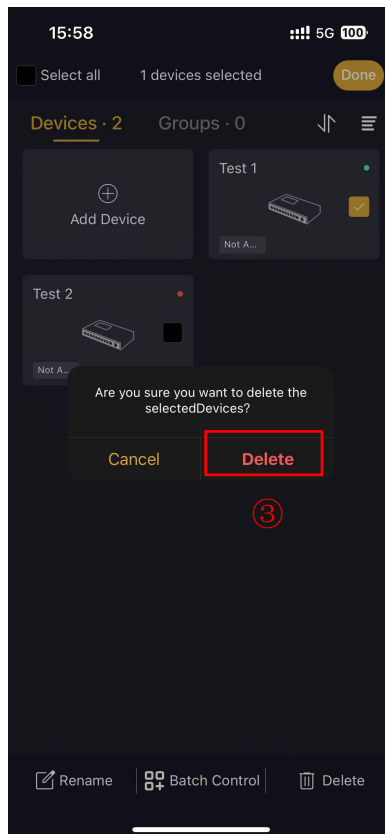 15:58
5G 100
Select all
1 devices selected
Done
Devices · 2
Groups · 0
Add Device
Test 1
Not A...
Test 2
Not A...
Are you sure you want to delete the
selectedDevices?
Cancel
Delete
③
Rename
Batch Control
Delete